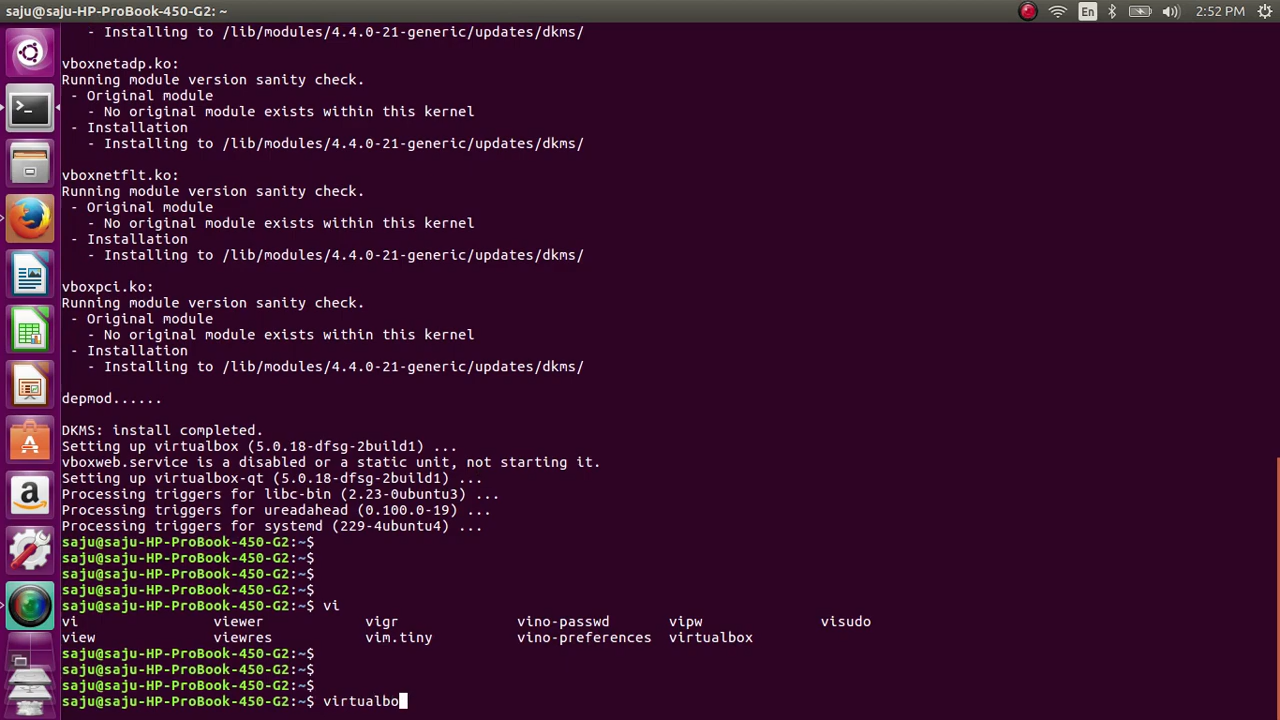 saju@saju-HP-ProBook-450-G2: ~ En 2:52 PM
- Installing to /lib/modules/4.4.0-21-generic/updates/dkms/
vboxnetadp.ko:
Running module version sanity check.
- Original module
- No original module exists within this kernel
- Installation
- Installing to /lib/modules/4.4.0-21-generic/updates/dkms/
vboxnetflt.ko:
Running module version sanity check.
- Original module
- No original module exists within this kernel
- Installation
- Installing to /lib/modules/4.4.0-21-generic/updates/dkms/
vboxpci.ko:
Running module version sanity check.
- Original module
- No original module exists within this kernel
- Installation
- Installing to /lib/modules/4.4.0-21-generic/updates/dkms/
depmod......
DKMS: install completed.
Setting up virtualbox (5.0.18-dfsg-2build1) ...
vboxweb.service is a disabled or a static unit, not starting it.
Setting up virtualbox-qt (5.0.18-dfsg-2build1) ...
Processing triggers for libc-bin (2.23-0ubuntu3) ...
Processing triggers for ureadahead (0.100.0-19) ...
Processing triggers for systemd (229-4ubuntu4) ...
saju@saju-HP-ProBook-450-G2:~$
saju@saju-HP-ProBook-450-G2:~$
saju@saju-HP-ProBook-450-G2:~$
saju@saju-HP-ProBook-450-G2:~$
saju@saju-HP-ProBook-450-G2:~$ vi
vi viewer vigr vino-passwd vipw visudo
view viewres vim.tiny vino-preferences virtualbox
saju@saju-HP-ProBook-450-G2:~$
saju@saju-HP-ProBook-450-G2:~$
saju@saju-HP-ProBook-450-G2:~$
saju@saju-HP-ProBook-450-G2:~$ virtualbo